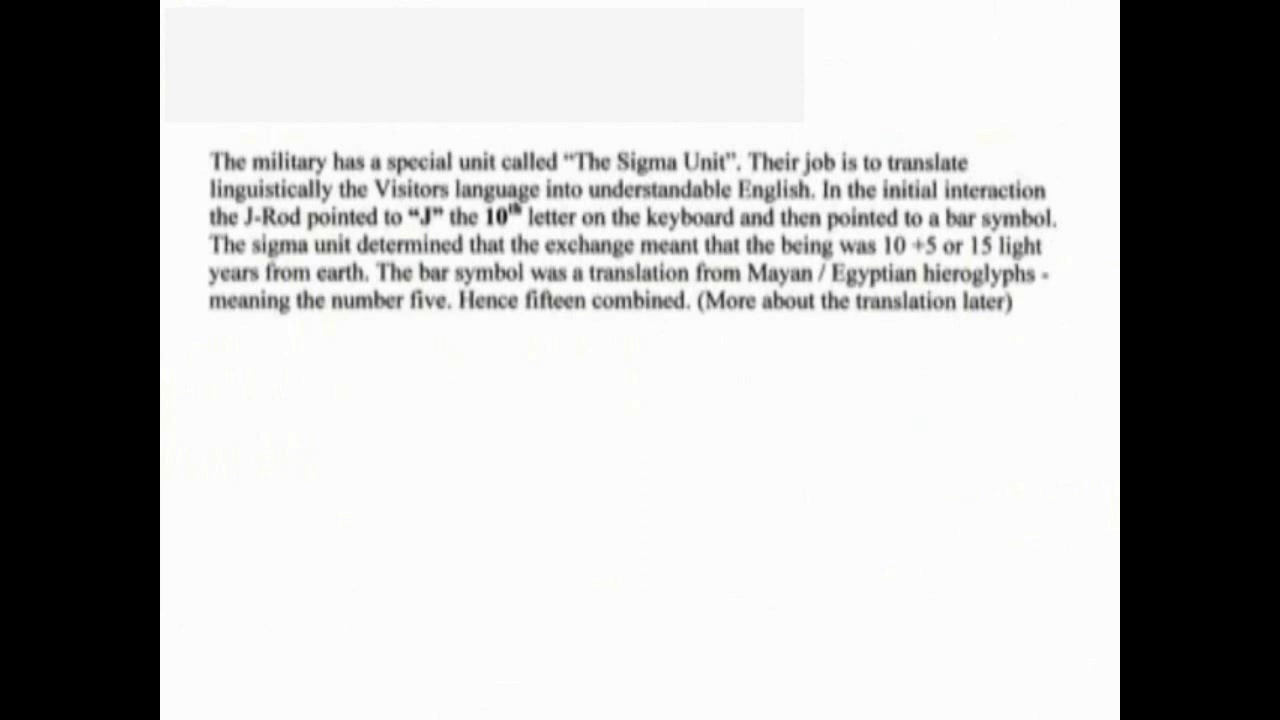 The military has a special unit called “The Sigma Unit”. Their job is to translate
linguistically the Visitors language into understandable English. In the initial interaction
the J-Rod pointed to “J” the 10th letter on the keyboard and then pointed to a bar symbol.
The sigma unit determined that the exchange meant that the being was 10 +5 or 15 light
years from earth. The bar symbol was a translation from Mayan / Egyptian hieroglyphs -
meaning the number five. Hence fifteen combined. (More about the translation later)